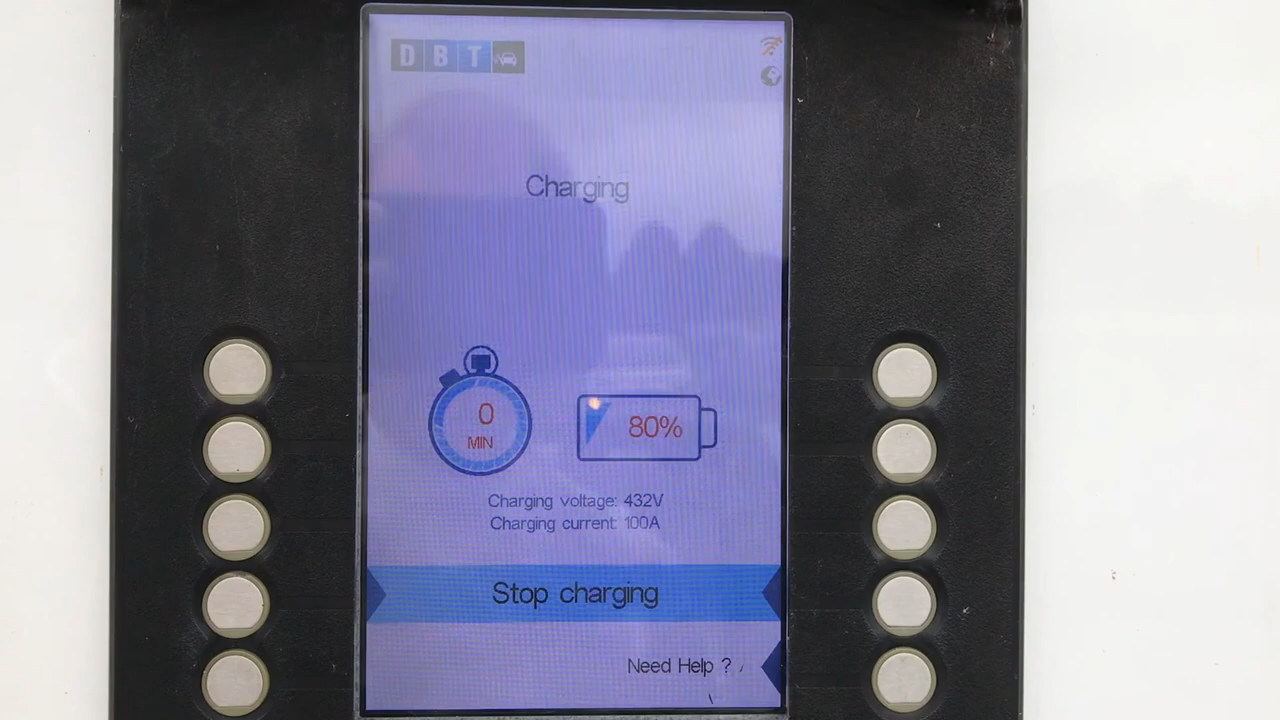 DBT
Charging
0
MIN
80%
Charging voltage: 432V
Charging current: 100A
Stop charging
Need Help ?